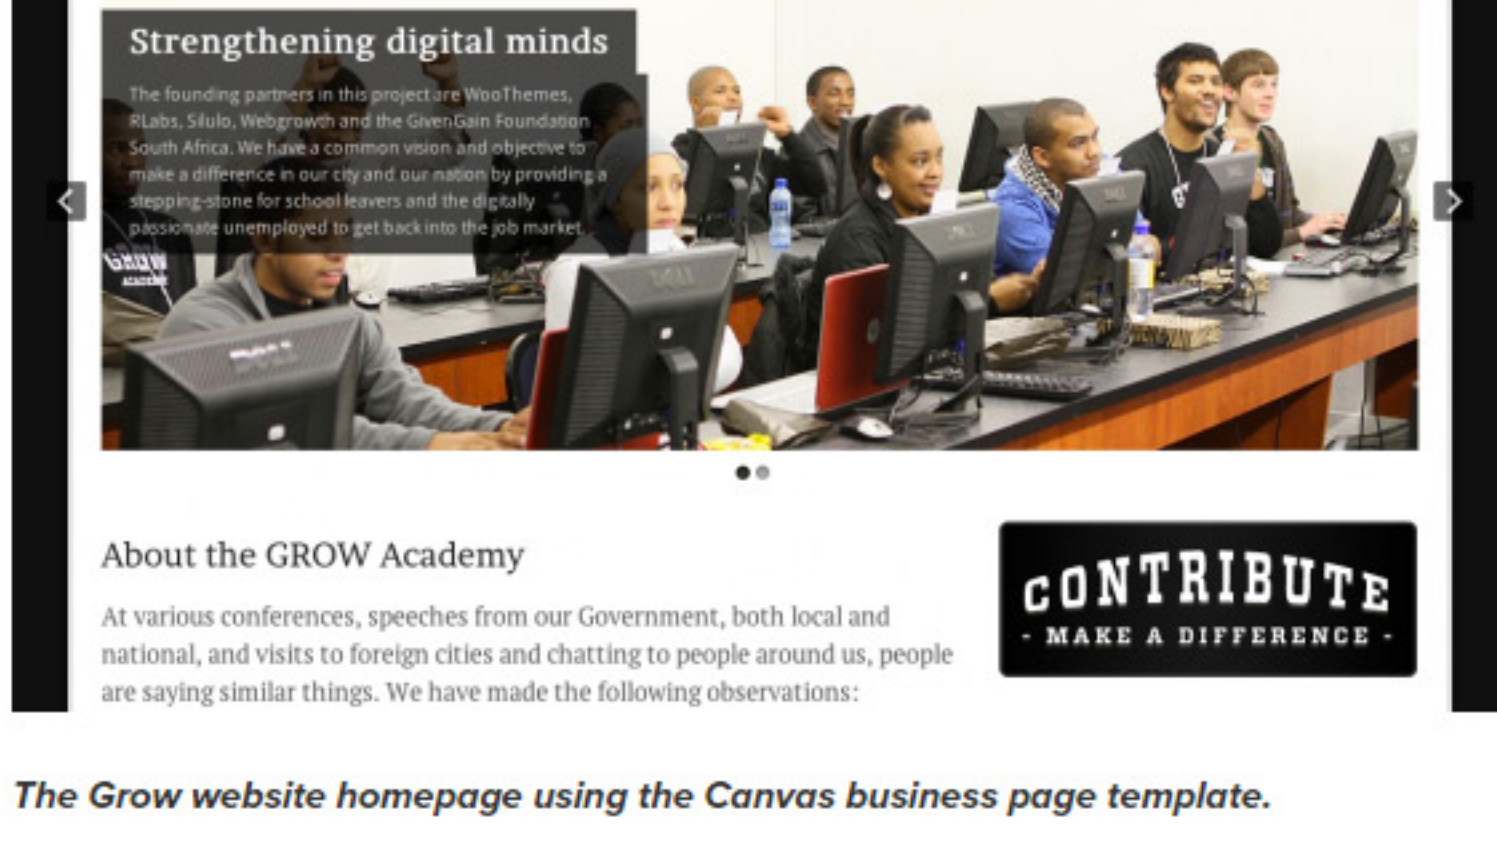 Strengthening digital minds
The founding partners in this project are WooThemes,
RLabs, Silulo, Webgrowth and the GivenGain Foundation
South Africa. We have a common vision and objective to
make a difference in our city and our nation by providing a
stepping-stone for school leavers and the digitally
passionate unemployed to get back into the job market.
GROW
ACADEMY
DELL
DELL
About the GROW Academy
CONTRIBUTE
- MAKE A DIFFERENCE -
At various conferences, speeches from our Government, both local and
national, and visits to foreign cities and chatting to people around us, people
are saying similar things. We have made the following observations:
The Grow website homepage using the Canvas business page template.